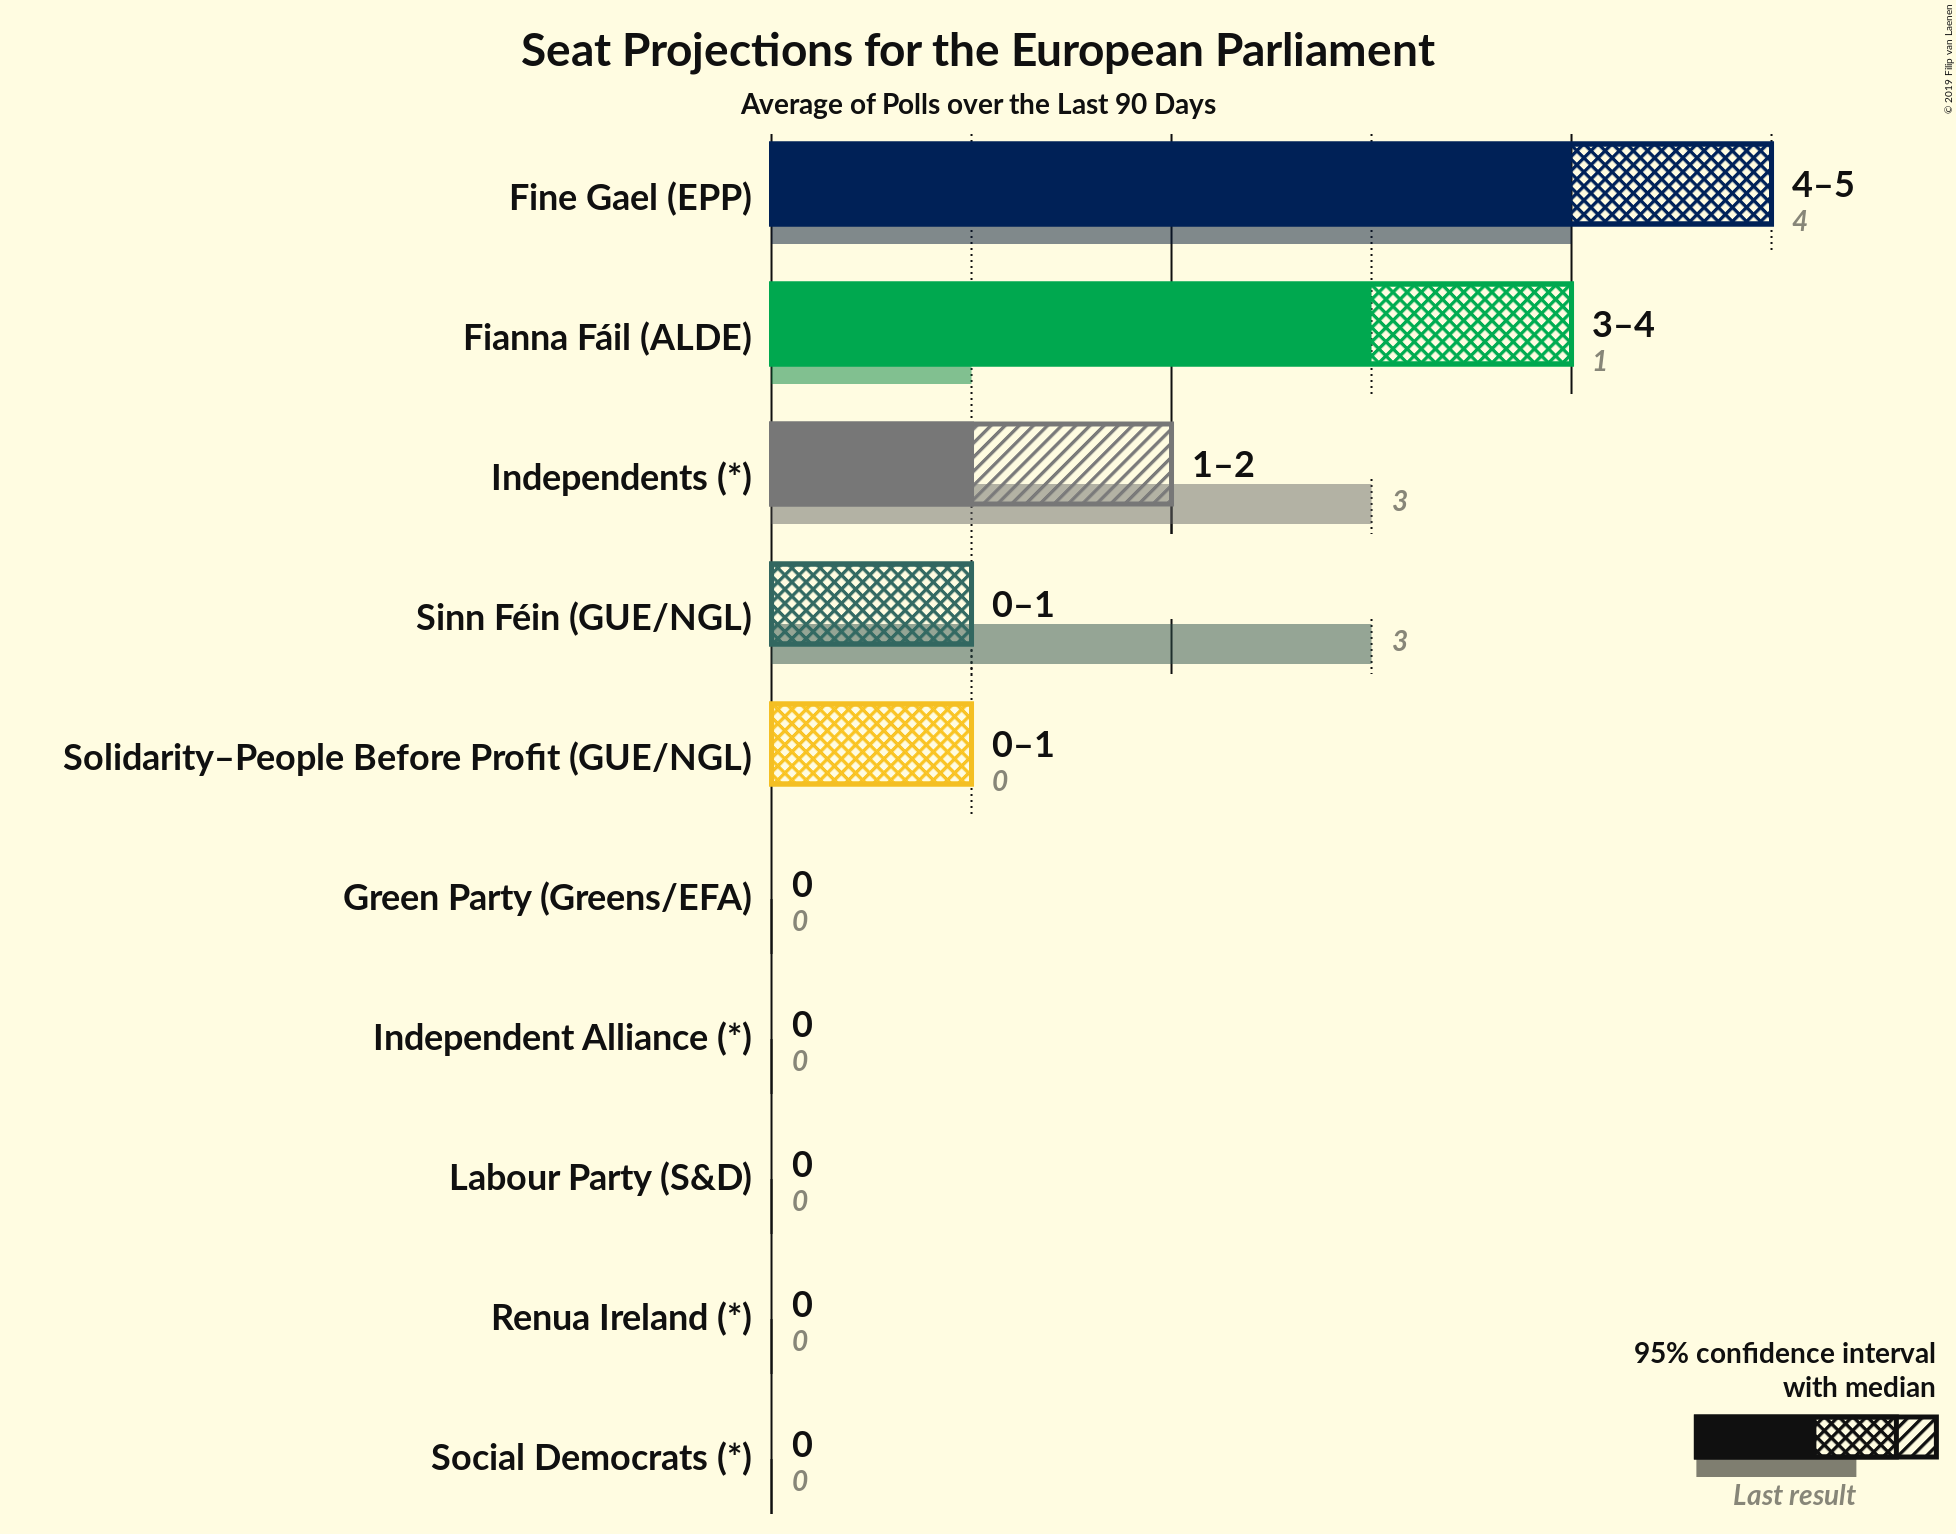 Seat Projections for the European Parliament
Average of Polls over the Last 90 Days
© 2019 Filip van Laenen
Fine Gael (EPP)
4–5
4
Fianna Fáil (ALDE)
3–4
1
Independents (*)
1–2
3
Sinn Féin (GUE/NGL)
0–1
3
Solidarity–People Before Profit (GUE/NGL)
0–1
0
Green Party (Greens/EFA)
0
0
Independent Alliance (*)
0
0
Labour Party (S&D)
0
0
Renua Ireland (*)
0
0
Social Democrats (*)
0
0
95% confidence interval
with median
Last result